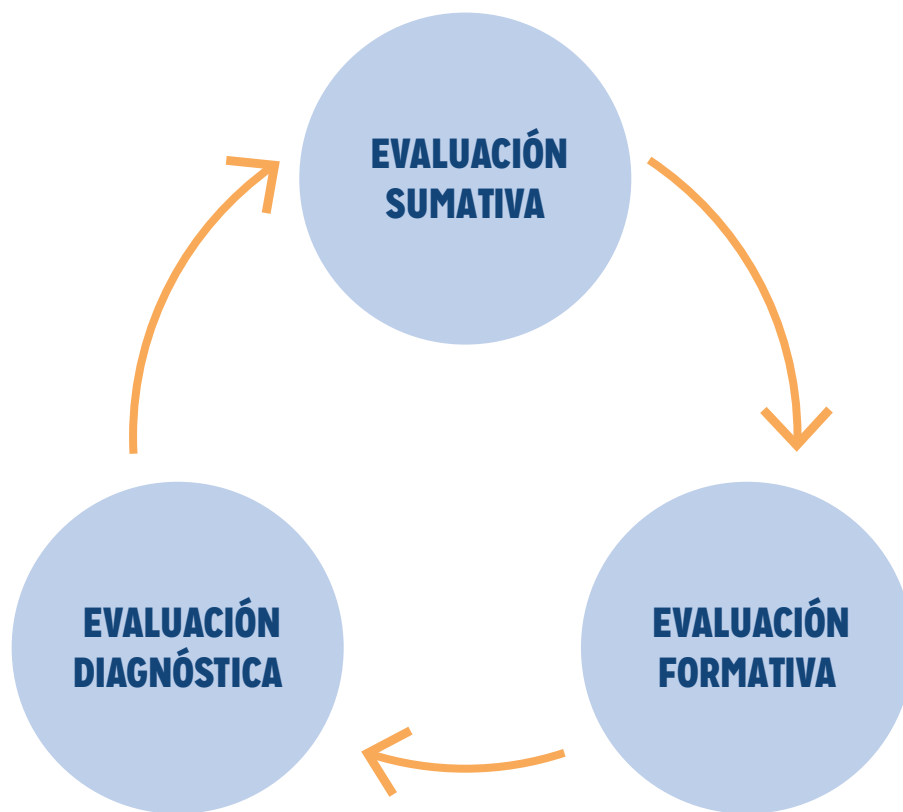 EVALUACIÓN
SUMATIVA
EVALUACIÓN
DIAGNÓSTICA
EVALUACIÓN
FORMATIVA